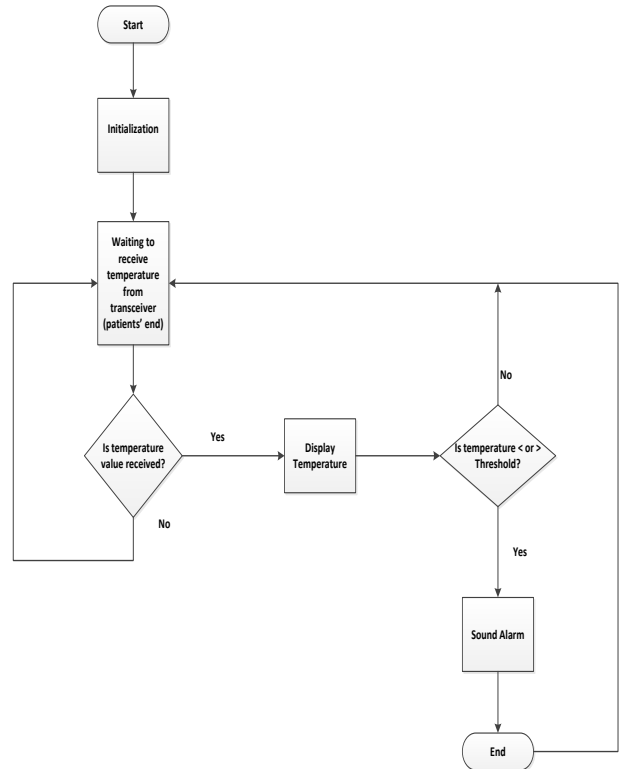 Start
Initialization
Waiting to
receive
temperature
from
transceiver
(patients' end)
Is temperature
value received?
Yes
No
Display
Temperature
Is temperature < or >
Threshold?
No
Yes
Sound Alarm
End